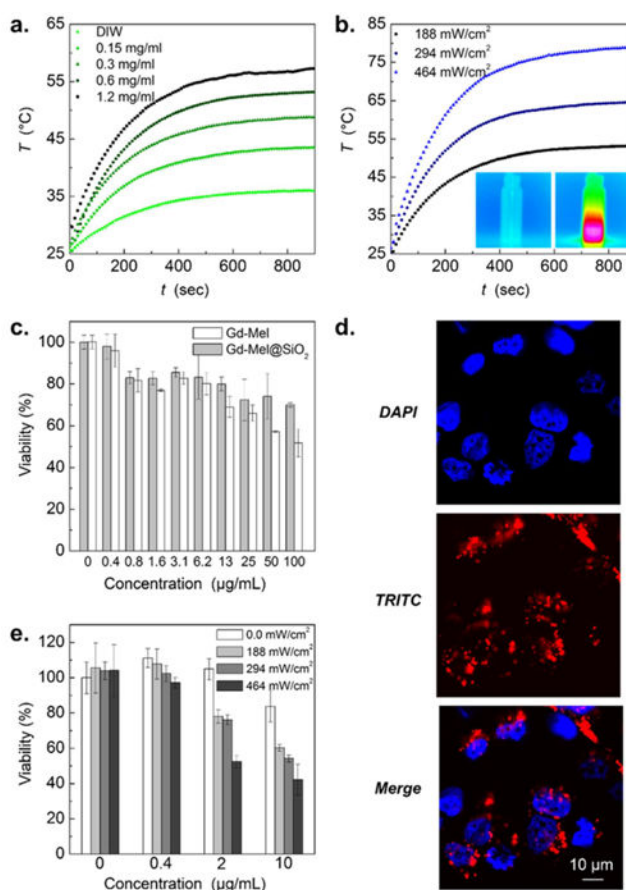 a.
DIW
0.15 mg/ml
0.3 mg/ml
0.6 mg/ml
1.2 mg/ml
T (°C)
55
45
35
25
0 200 400 600 800
t (sec)
b.
188 mW/cm²
294 mW/cm²
464 mW/cm²
T (°C)
85
75
65
55
45
35
25
0 200 400 600 800
t (sec)
c.
Gd-Mel
Gd-Mel@SiO₂
Viability (%)
100
80
60
40
20
0
0 0.4 0.8 1.6 3.1 6.2 13 25 50 100
Concentration (µg/mL)
d.
DAPI
TRITC
Merge
10 µm
e.
0.0 mW/cm²
188 mW/cm²
294 mW/cm²
464 mW/cm²
Viability (%)
120
100
80
60
40
20
0
0 0.4 2 10
Concentration (µg/mL)